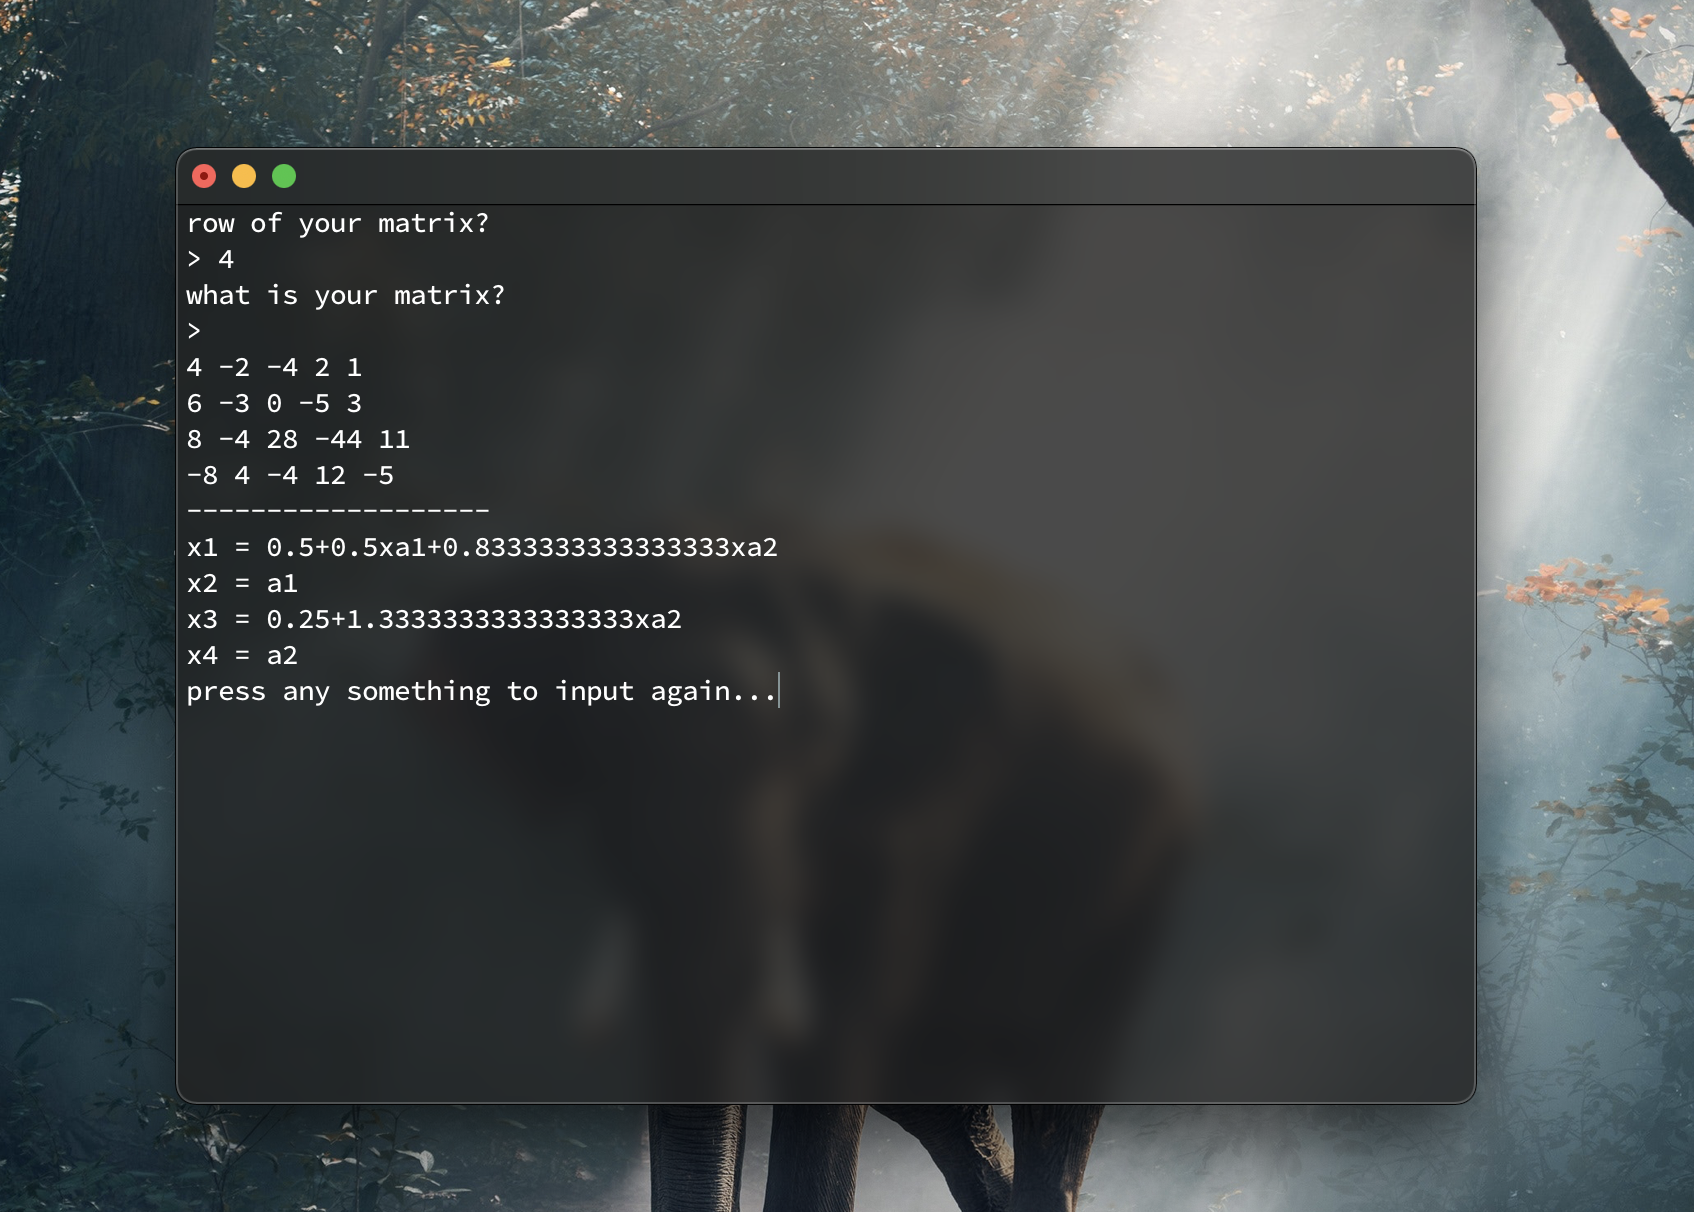 row of your matrix?
> 4
what is your matrix?
>
4 -2 -4 2 1
6 -3 0 -5 3
8 -4 28 -44 11
-8 4 -4 12 -5
-------------------
x1 = 0.5+0.5xa1+0.8333333333333333xa2
x2 = a1
x3 = 0.25+1.3333333333333333xa2
x4 = a2
press any something to input again...